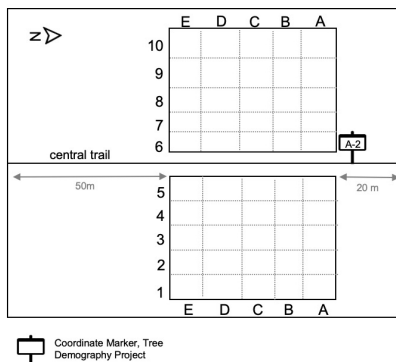 E D C B A
N
10
9
8
7
6
A-2
central trail
50m
20 m
5
4
3
2
1
E D C B A
Coordinate Marker, Tree
Demography Project